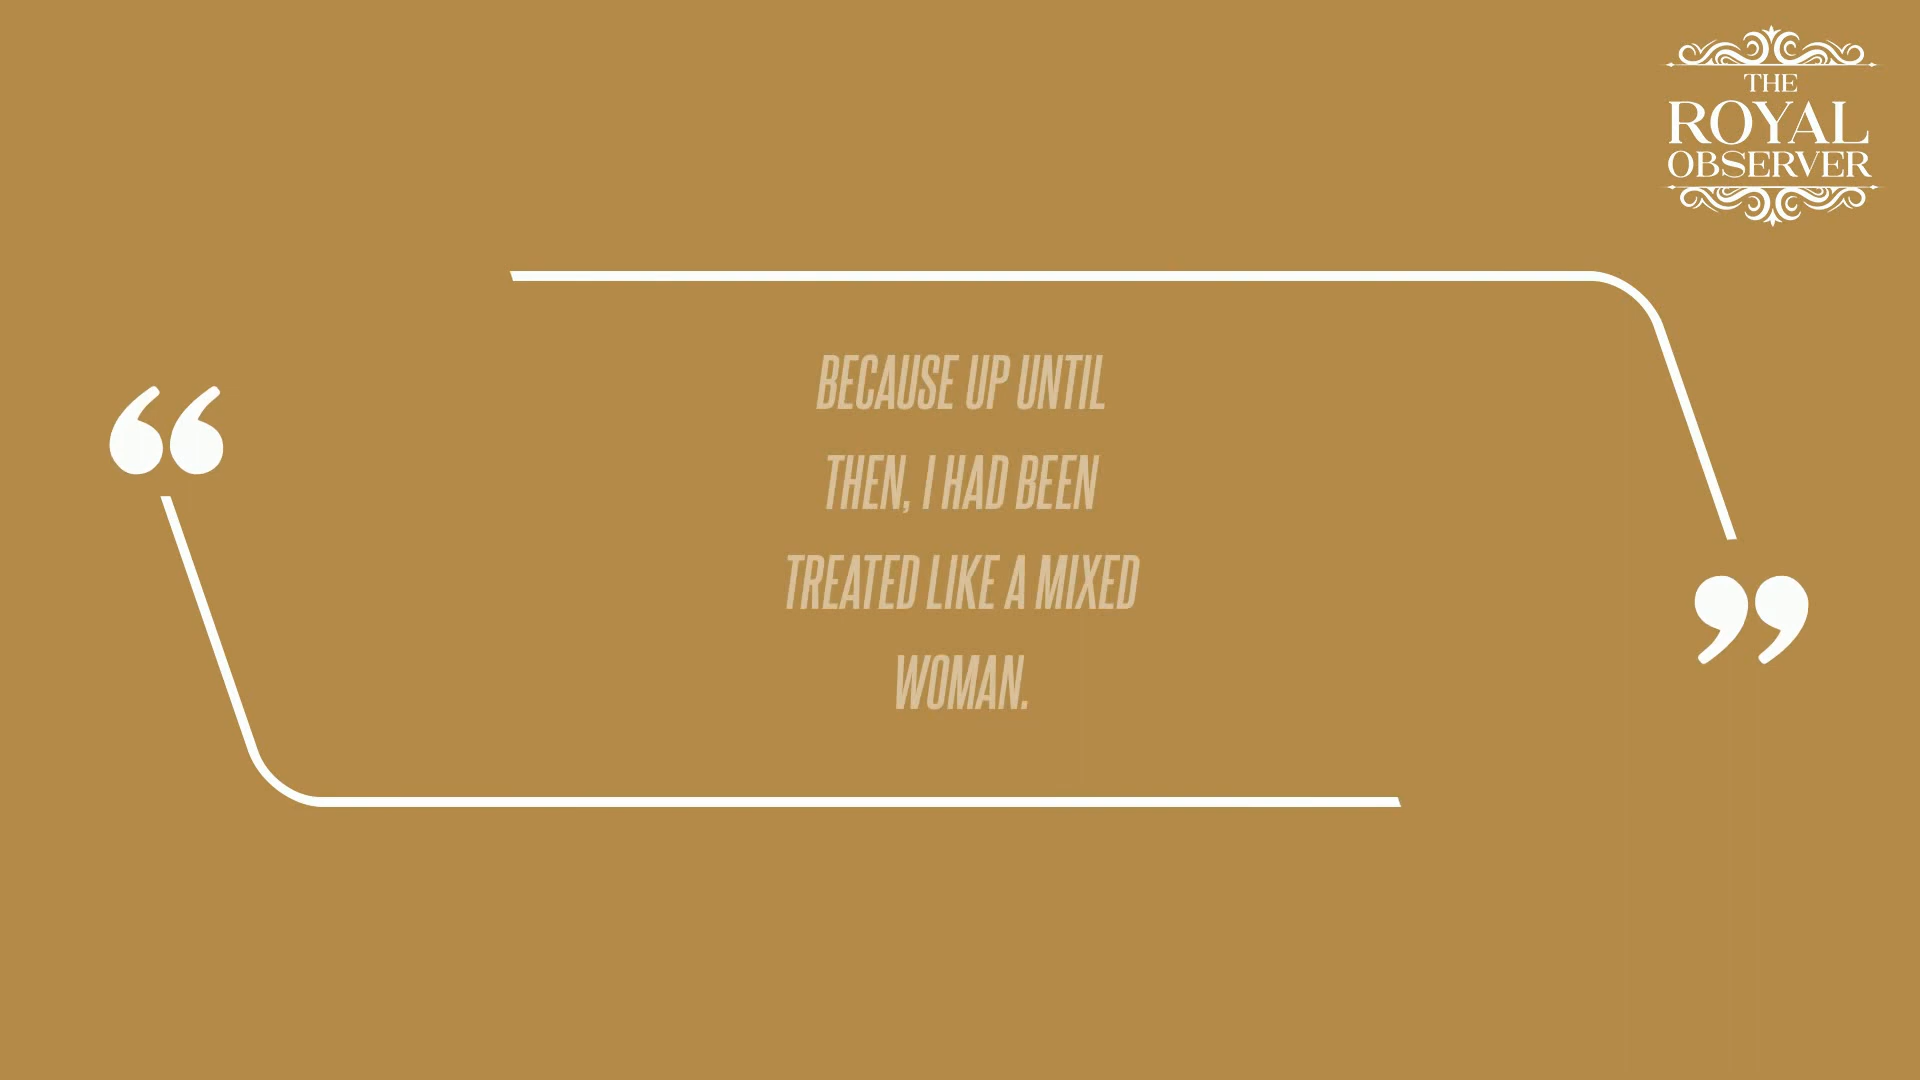 THE
ROYAL
OBSERVER
“
BECAUSE UP UNTIL
THEN, I HAD BEEN
TREATED LIKE A MIXED
WOMAN.
”